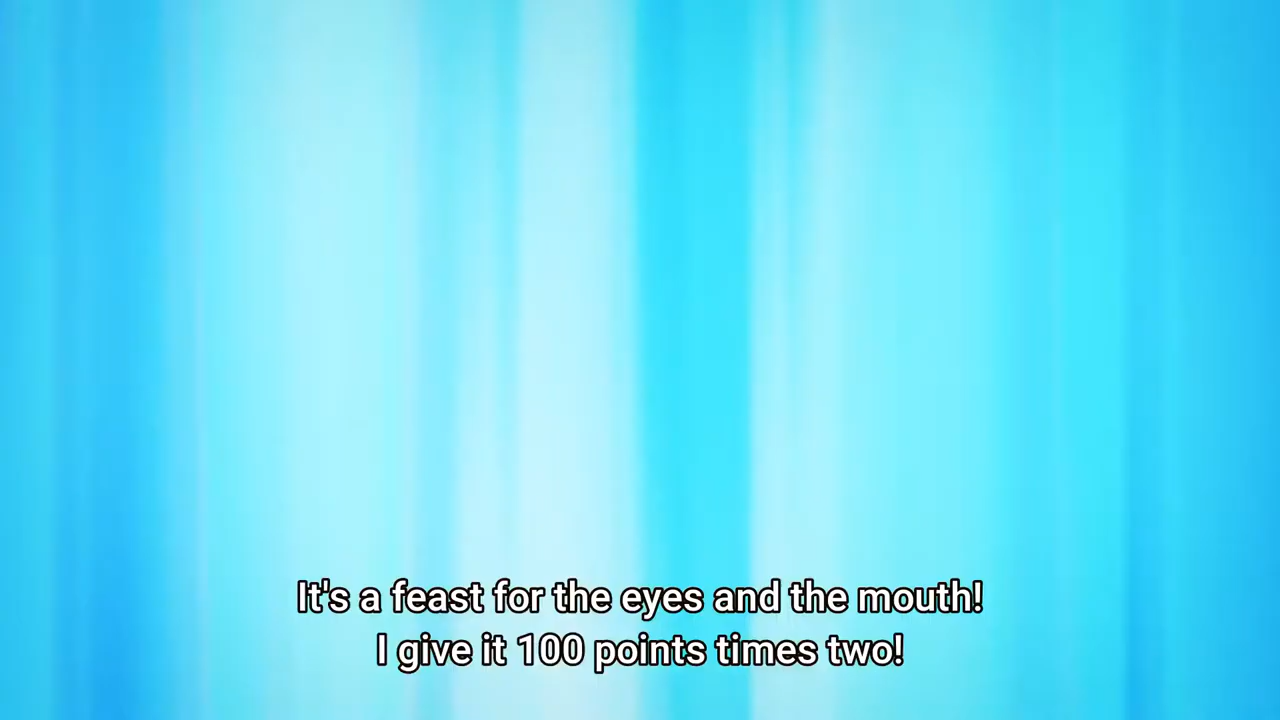 It's a feast for the eyes and the mouth!
I give it 100 points times two!